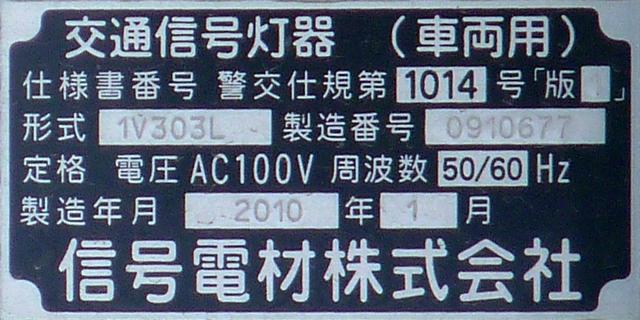 交通信号灯器 （車両用）
仕様書番号 警交仕規第 1014 号「版1」
形式 1V303L 製造番号 0910677
定格 電圧 AC100V 周波数 50/60 Hz
製造年月 2010 年 1 月
信号電材株式会社